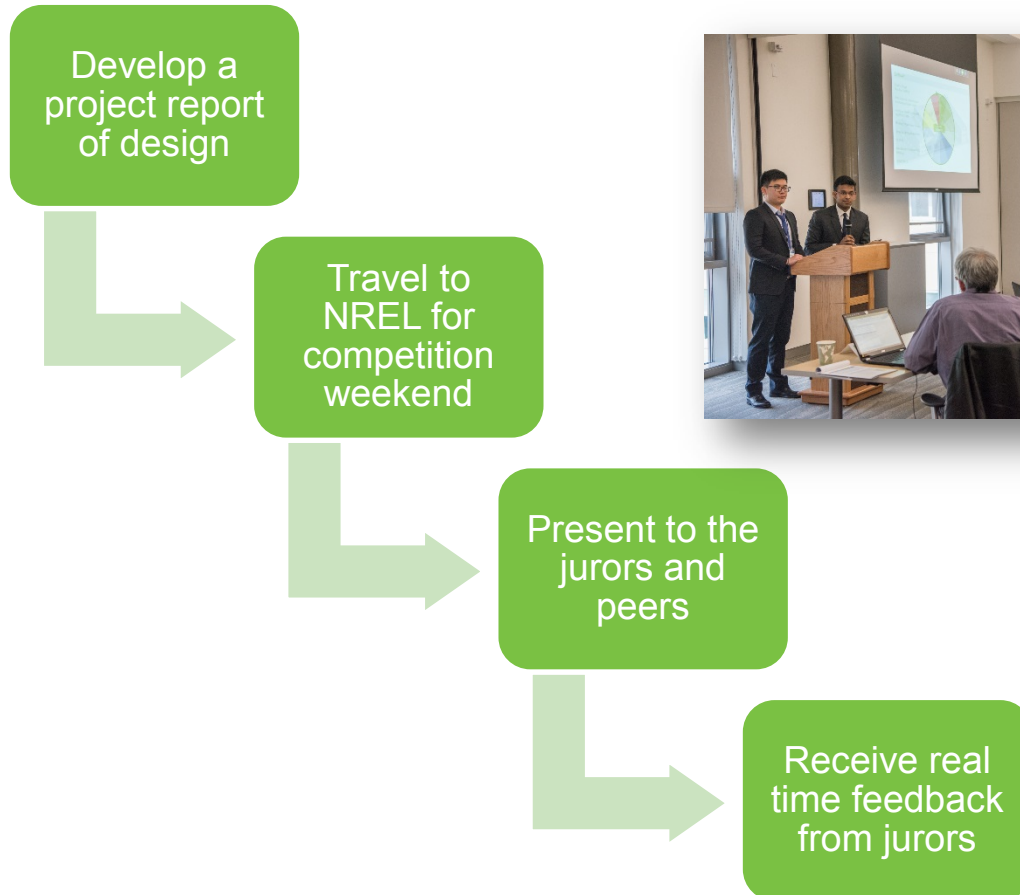 Develop a
project report
of design
Travel to
NREL for
competition
weekend
Present to the
jurors and
peers
Receive real
time feedback
from jurors